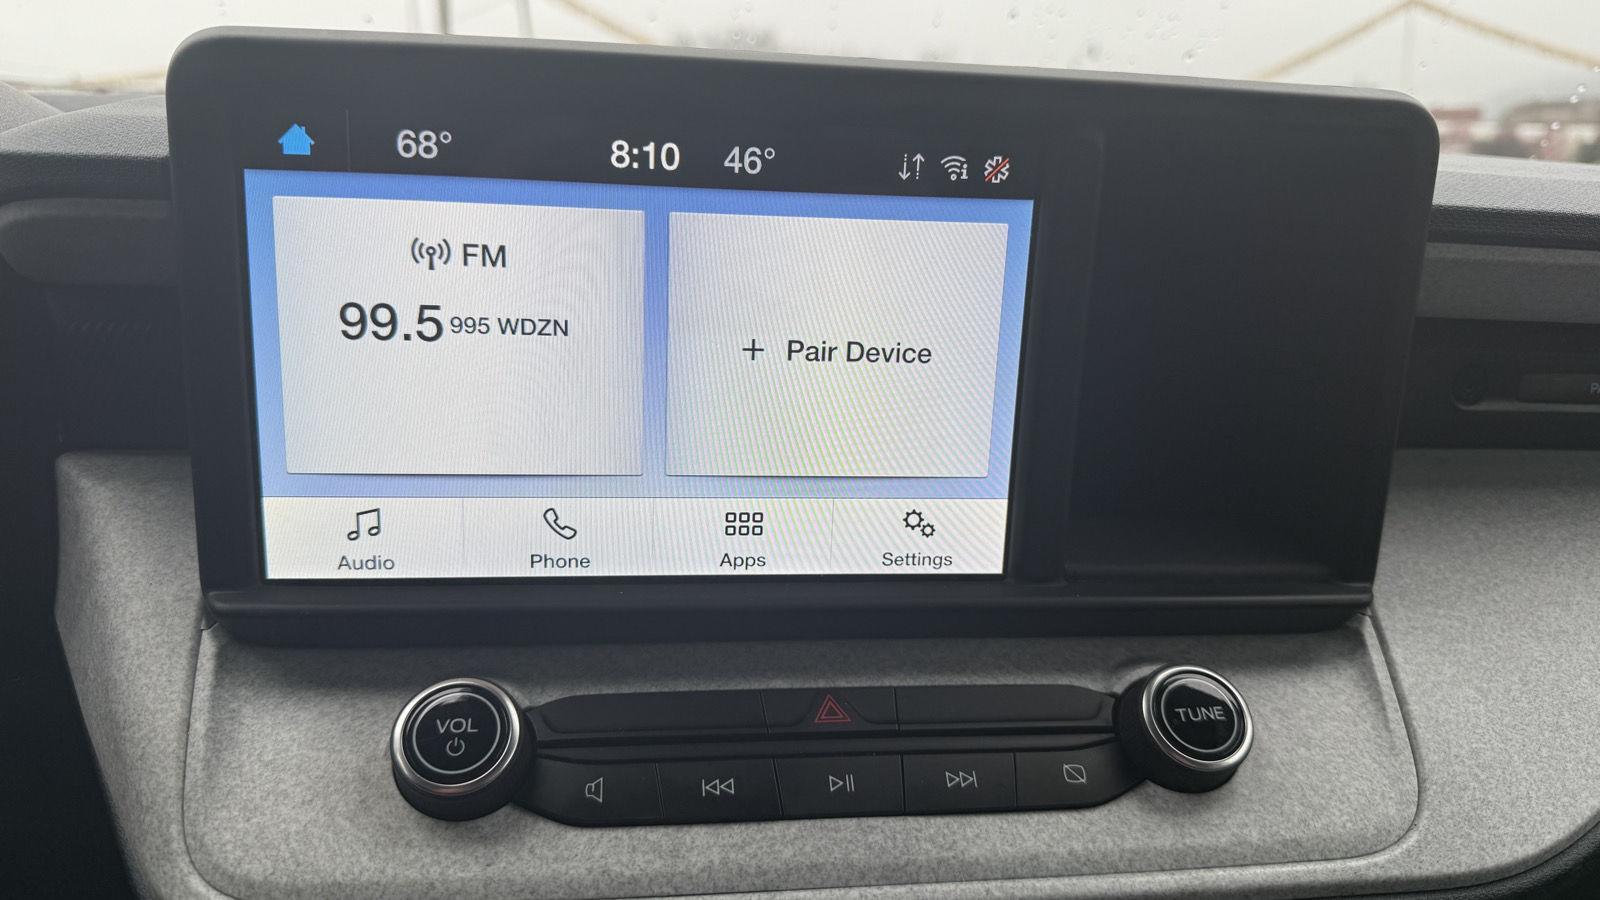 68° 8:10 46°
FM
99.5 995 WDZN
+ Pair Device
Audio Phone Apps Settings
VOL
TUNE